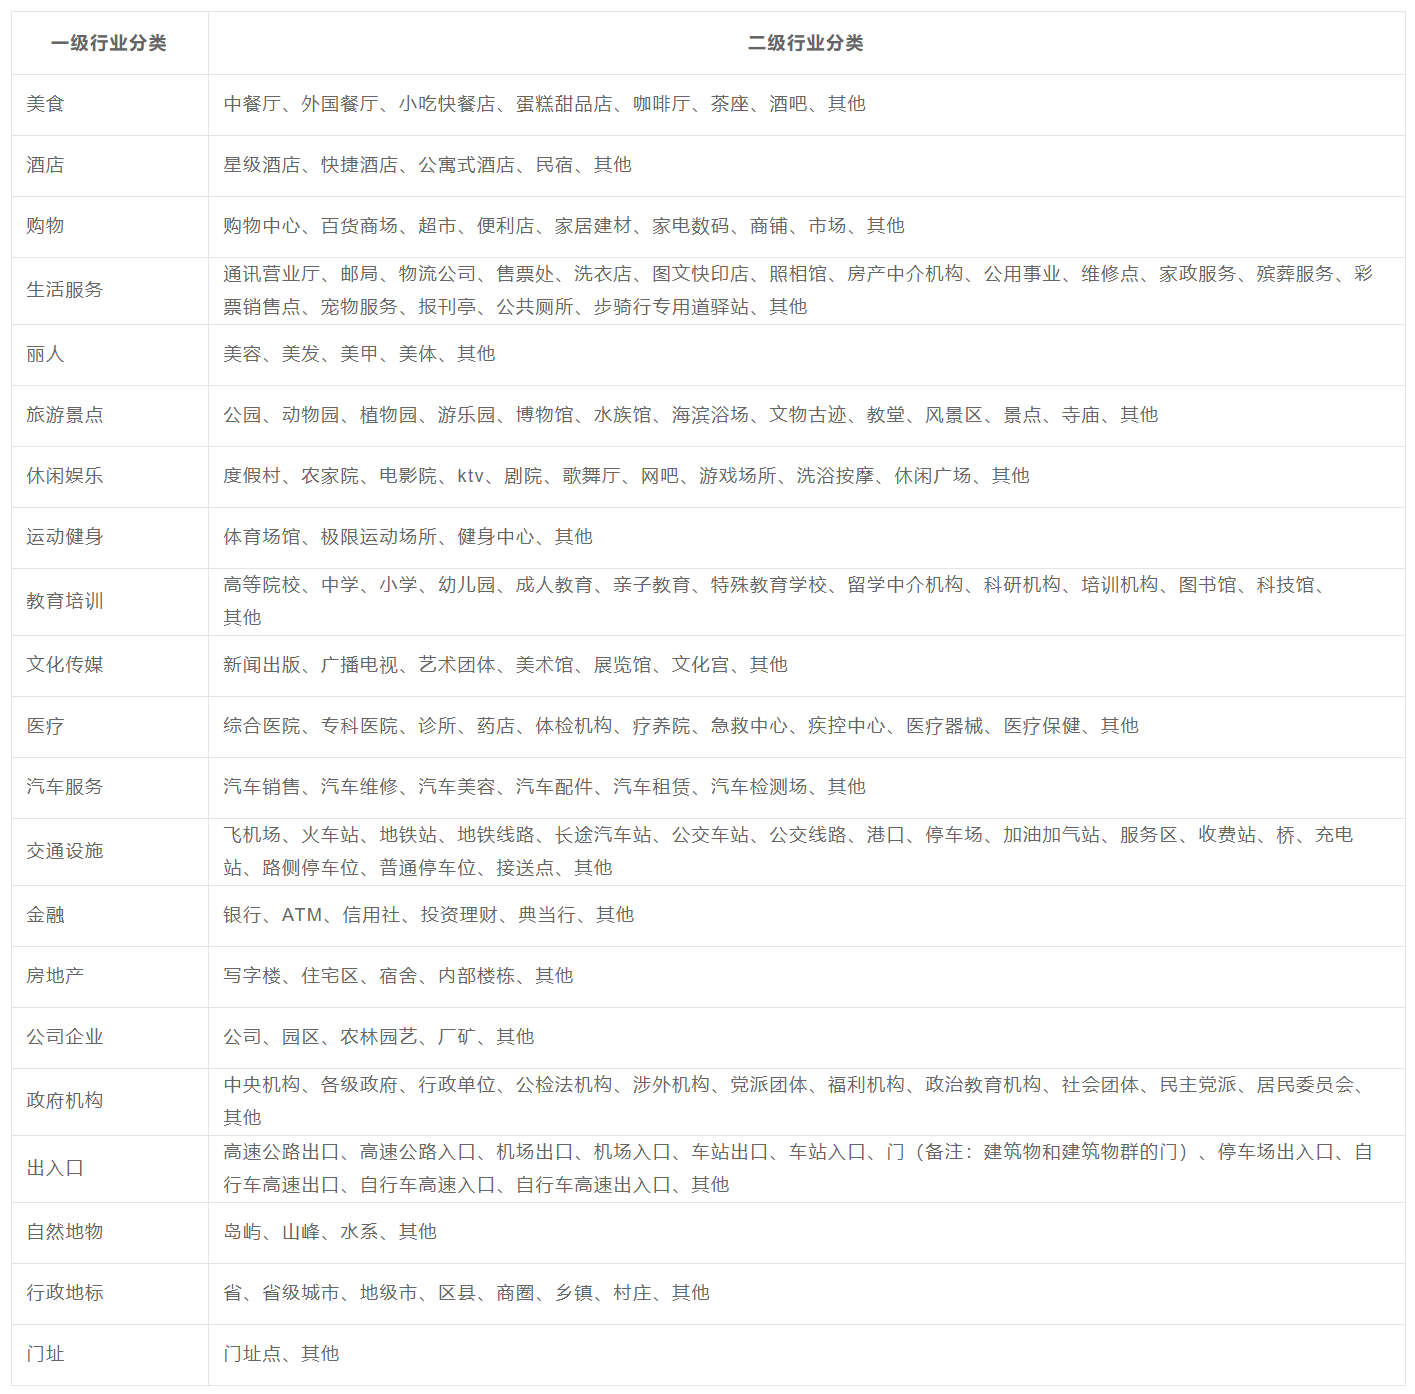 一级行业分类
二级行业分类
美食
中餐厅、外国餐厅、小吃快餐店、蛋糕甜品店、咖啡厅、茶座、酒吧、其他
酒店
星级酒店、快捷酒店、公寓式酒店、民宿、其他
购物
购物中心、百货商场、超市、便利店、家居建材、家电数码、商铺、市场、其他
生活服务
通讯营业厅、邮局、物流公司、售票处、洗衣店、图文快印店、照相馆、房产中介机构、公用事业、维修点、家政服务、殡葬服务、彩
票销售点、宠物服务、报刊亭、公共厕所、步骑行专用道驿站、其他
丽人
美容、美发、美甲、美体、其他
旅游景点
公园、动物园、植物园、游乐园、博物馆、水族馆、海滨浴场、文物古迹、教堂、风景区、景点、寺庙、其他
休闲娱乐
度假村、农家院、电影院、ktv、剧院、歌舞厅、网吧、游戏场所、洗浴按摩、休闲广场、其他
运动健身
体育场馆、极限运动场所、健身中心、其他
教育培训
高等院校、中学、小学、幼儿园、成人教育、亲子教育、特殊教育学校、留学中介机构、科研机构、培训机构、图书馆、科技馆、
其他
文化传媒
新闻出版、广播电视、艺术团体、美术馆、展览馆、文化宫、其他
医疗
综合医院、专科医院、诊所、药店、体检机构、疗养院、急救中心、疾控中心、医疗器械、医疗保健、其他
汽车服务
汽车销售、汽车维修、汽车美容、汽车配件、汽车租赁、汽车检测场、其他
交通设施
飞机场、火车站、地铁站、地铁线路、长途汽车站、公交车站、公交线路、港口、停车场、加油加气站、服务区、收费站、桥、充电
站、路侧停车位、普通停车位、接送点、其他
金融
银行、ATM、信用社、投资理财、典当行、其他
房地产
写字楼、住宅区、宿舍、内部楼栋、其他
公司企业
公司、园区、农林园艺、厂矿、其他
政府机构
中央机构、各级政府、行政单位、公检法机构、涉外机构、党派团体、福利机构、政治教育机构、社会团体、民主党派、居民委员会、
其他
出入口
高速公路出口、高速公路入口、机场出口、机场入口、车站出口、车站入口、门（备注：建筑物和建筑物群的门）、停车场出入口、自
行车高速出口、自行车高速入口、自行车高速出入口、其他
自然地物
岛屿、山峰、水系、其他
行政地标
省、省级城市、地级市、区县、商圈、乡镇、村庄、其他
门址
门址点、其他